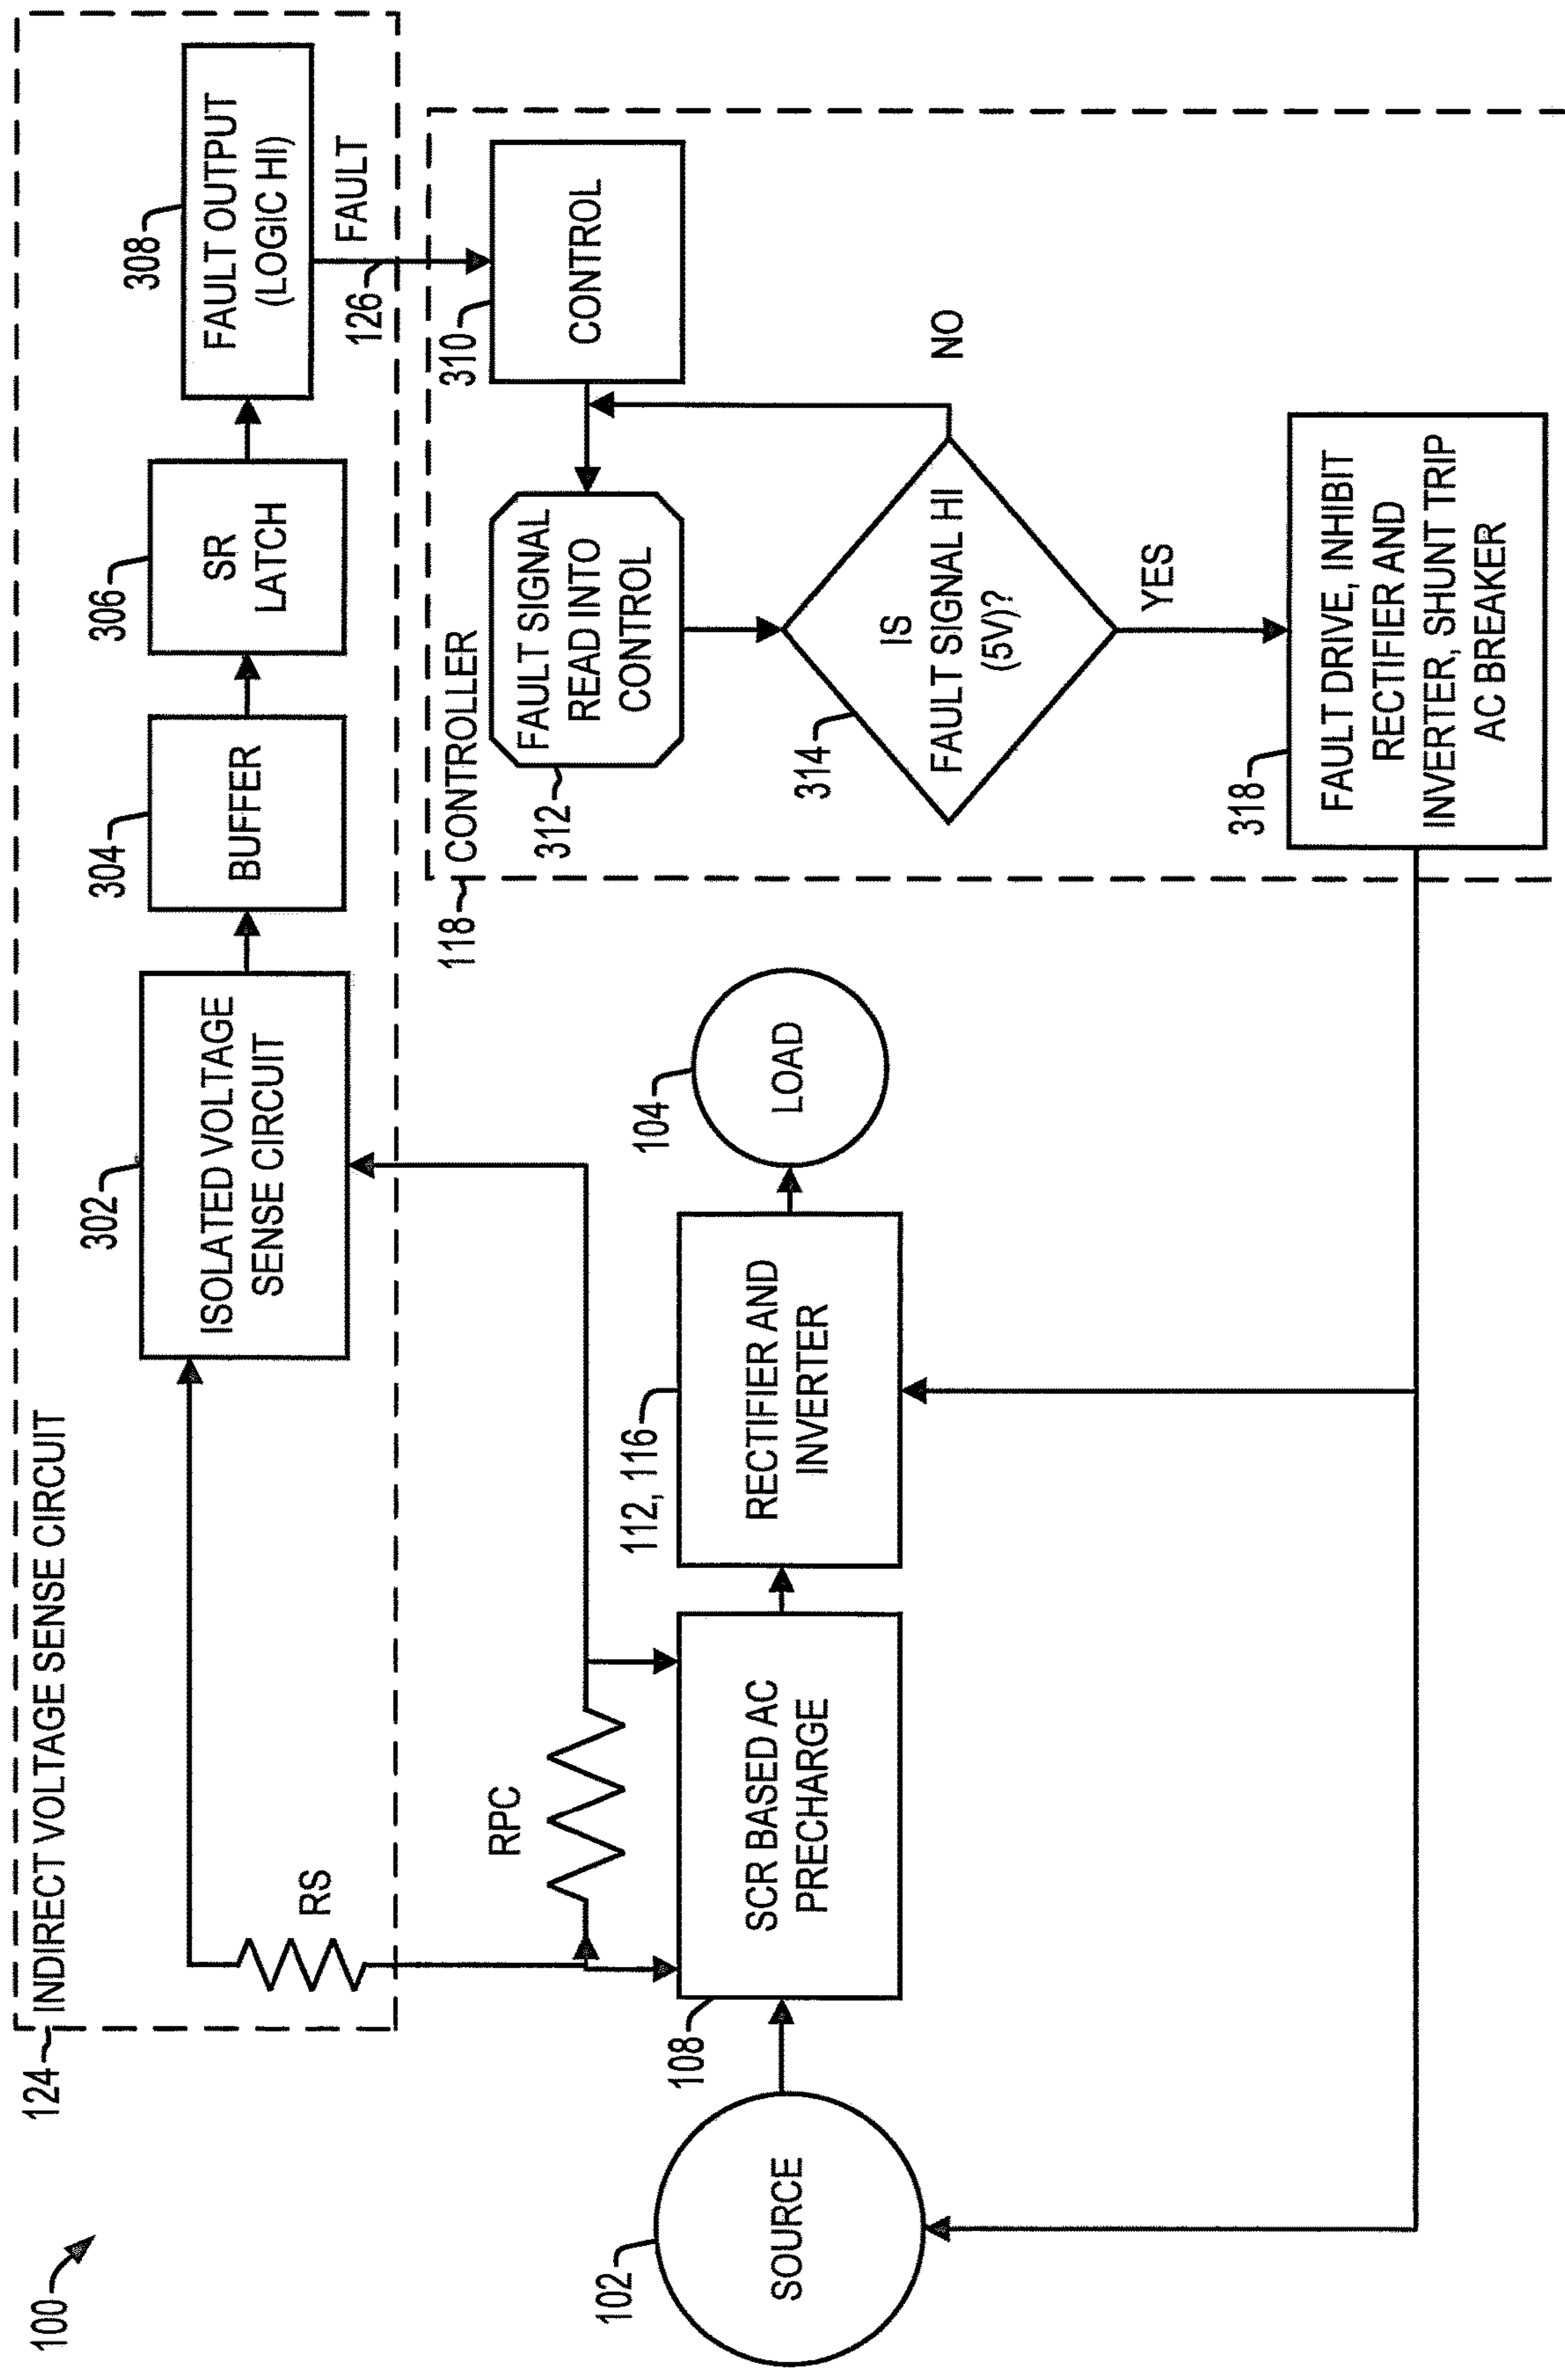 100
124
INDIRECT VOLTAGE SENSE CIRCUIT
RS
302
ISOLATED VOLTAGE
SENSE CIRCUIT
304
BUFFER
306
SR
LATCH
308
FAULT OUTPUT
(LOGIC HI)
126
FAULT
RPC
102
SOURCE
108
SCR BASED AC
PRECHARGE
112, 116
RECTIFIER AND
INVERTER
104
LOAD
118
CONTROLLER
310
CONTROL
312
FAULT SIGNAL
READ INTO
CONTROL
314
IS
FAULT SIGNAL HI
(5V)?
NO
YES
318
FAULT DRIVE, INHIBIT
RECTIFIER AND
INVERTER, SHUNT TRIP
AC BREAKER